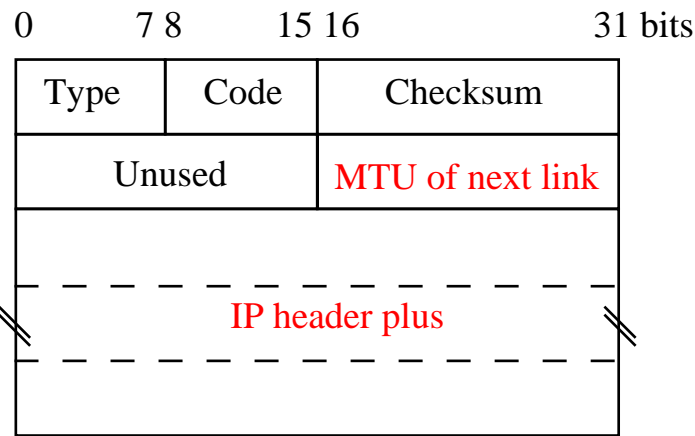 0 7 8 15 16 31 bits
Type Code Checksum
Unused MTU of next link
IP header plus